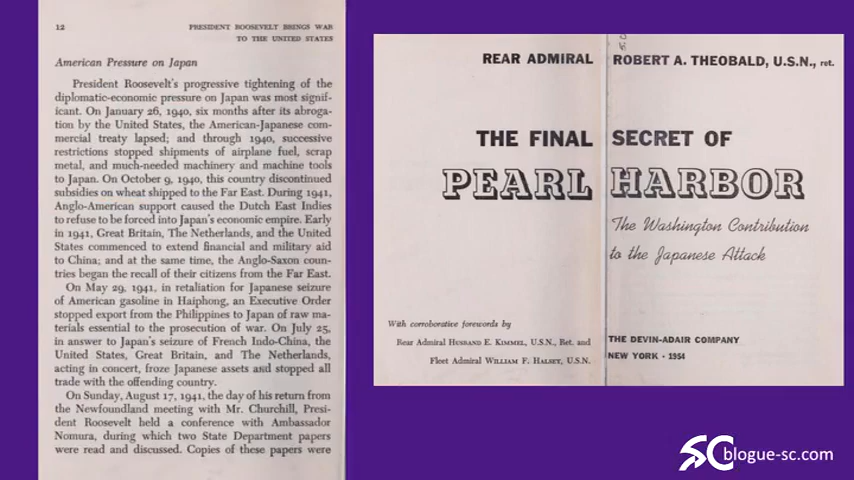 12 PRESIDENT ROOSEVELT BRINGS WAR
TO THE UNITED STATES
American Pressure on Japan
President Roosevelt's progressive tightening of the
diplomatic-economic pressure on Japan was most signif-
icant. On January 26, 1940, six months after its abroga-
tion by the United States, the American-Japanese com-
mercial treaty lapsed; and through 1940, successive
restrictions stopped shipments of airplane fuel, scrap
metal, and much-needed machinery and machine tools
to Japan. On October 9, 1940, this country discontinued
subsidies on wheat shipped to the Far East. During 1941,
Anglo-American support caused the Dutch East Indies
to refuse to be forced into Japan's economic empire. Early
in 1941, Great Britain, The Netherlands, and the United
States commenced to extend financial and military aid
to China; and at the same time, the Anglo-Saxon coun-
tries began the recall of their citizens from the Far East.
On May 29, 1941, in retaliation for Japanese seizure
of American gasoline in Haiphong, an Executive Order
stopped export from the Philippines to Japan of raw ma-
terials essential to the prosecution of war. On July 25,
in answer to Japan's seizure of French Indo-China, the
United States, Great Britain, and The Netherlands,
acting in concert, froze Japanese assets and stopped all
trade with the offending country.
On Sunday, August 17, 1941, the day of his return from
the Newfoundland meeting with Mr. Churchill, Presi-
dent Roosevelt held a conference with Ambassador
Nomura, during which two State Department papers
were read and discussed. Copies of these papers were
REAR ADMIRAL ROBERT A. THEOBALD, U.S.N., ret.
THE FINAL SECRET OF
PEARL HARBOR
The Washington Contribution
to the Japanese Attack
With corroborative forewords by
Rear Admiral HUSBAND E. KIMMEL, U.S.N., Ret. and
Fleet Admiral WILLIAM F. HALSEY, U.S.N.
THE DEVIN-ADAIR COMPANY
NEW YORK · 1954
SC blogue-sc.com